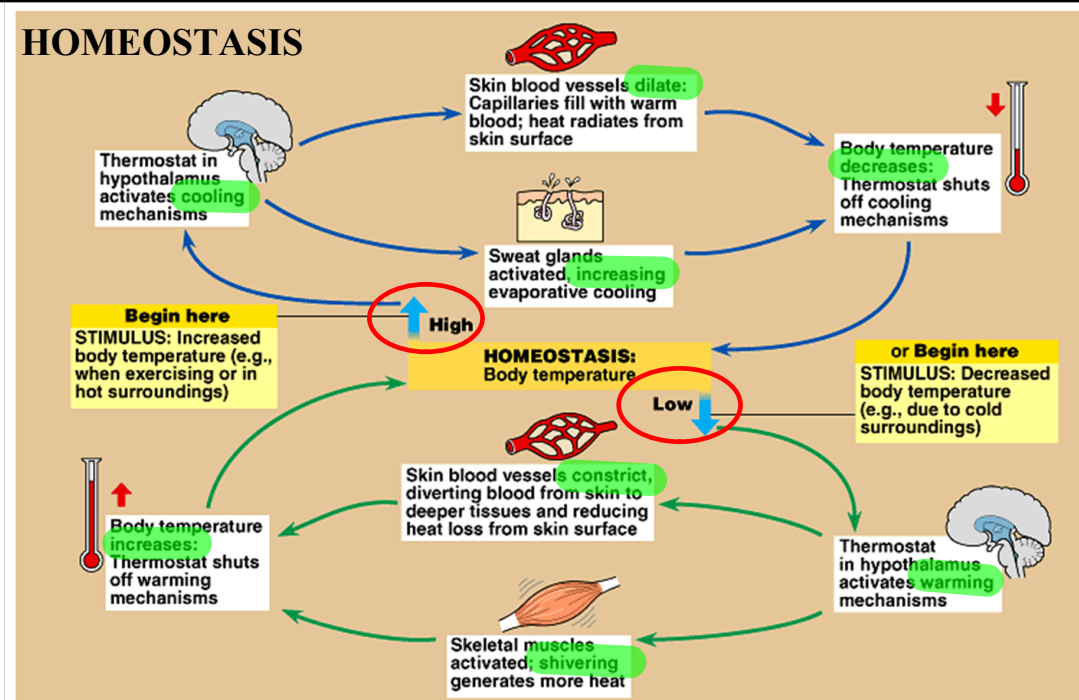 HOMEOSTASIS
Skin blood vessels dilate:
Capillaries fill with warm
blood; heat radiates from
skin surface
Thermostat in
hypothalamus
activates cooling
mechanisms
Body temperature
decreases:
Thermostat shuts
off cooling
mechanisms
Sweat glands
activated, increasing
evaporative cooling
Begin here
STIMULUS: Increased
body temperature (e.g.,
when exercising or in
hot surroundings)
High
HOMEOSTASIS:
Body temperature
or Begin here
STIMULUS: Decreased
body temperature
(e.g., due to cold
surroundings)
Low
Skin blood vessels constrict,
diverting blood from skin to
deeper tissues and reducing
heat loss from skin surface
Body temperature
increases:
Thermostat shuts
off warming
mechanisms
Thermostat
in hypothalamus
activates warming
mechanisms
Skeletal muscles
activated; shivering
generates more heat